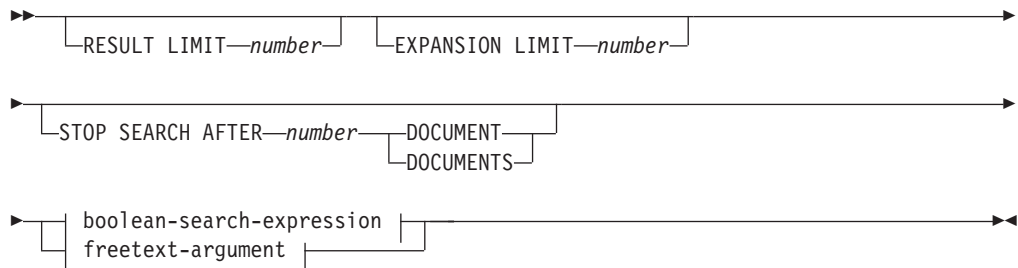 RESULT LIMIT number EXPANSION LIMIT number
STOP SEARCH AFTER number DOCUMENT
DOCUMENTS
boolean-search-expression
freetext-argument